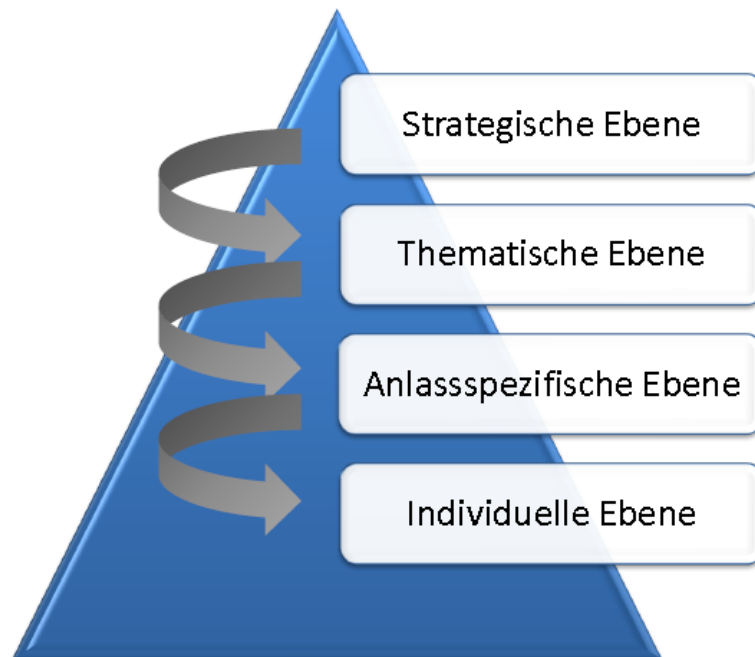 Strategische Ebene
Thematische Ebene
Anlassspezifische Ebene
Individuelle Ebene